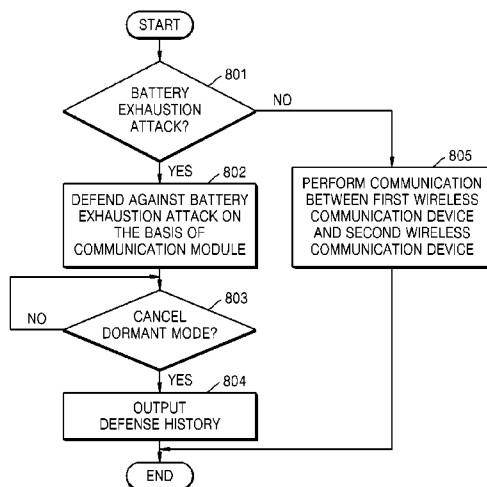 START
801
BATTERY
EXHAUSTION
ATTACK?
NO
YES
802
DEFEND AGAINST BATTERY
EXHAUSTION ATTACK ON
THE BASIS OF
COMMUNICATION MODULE
805
PERFORM COMMUNICATION
BETWEEN FIRST WIRELESS
COMMUNICATION DEVICE
AND SECOND WIRELESS
COMMUNICATION DEVICE
803
CANCEL
DORMANT MODE?
NO
YES
804
OUTPUT
DEFENSE HISTORY
END